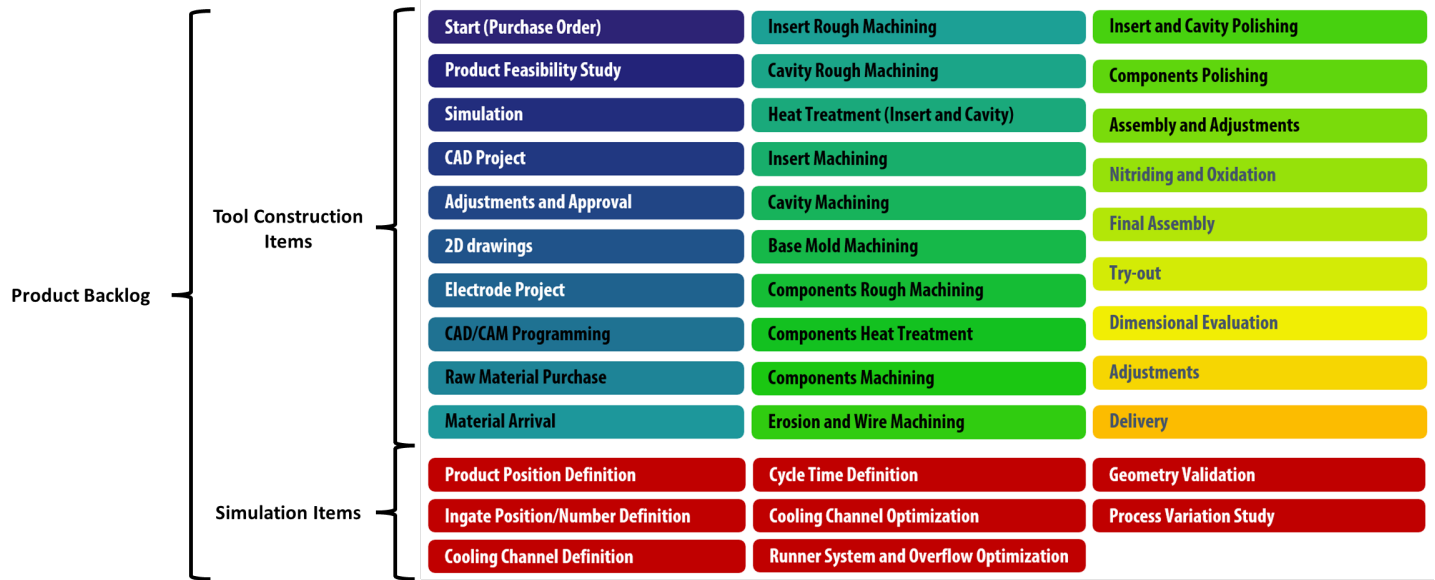 Product Backlog
Tool Construction
Items
Start (Purchase Order)
Product Feasibility Study
Simulation
CAD Project
Adjustments and Approval
2D drawings
Electrode Project
CAD/CAM Programming
Raw Material Purchase
Material Arrival
Insert Rough Machining
Cavity Rough Machining
Heat Treatment (Insert and Cavity)
Insert Machining
Cavity Machining
Base Mold Machining
Components Rough Machining
Components Heat Treatment
Components Machining
Erosion and Wire Machining
Insert and Cavity Polishing
Components Polishing
Assembly and Adjustments
Nitriding and Oxidation
Final Assembly
Try-out
Dimensional Evaluation
Adjustments
Delivery
Simulation Items
Product Position Definition
Ingate Position/Number Definition
Cooling Channel Definition
Cycle Time Definition
Cooling Channel Optimization
Runner System and Overflow Optimization
Geometry Validation
Process Variation Study